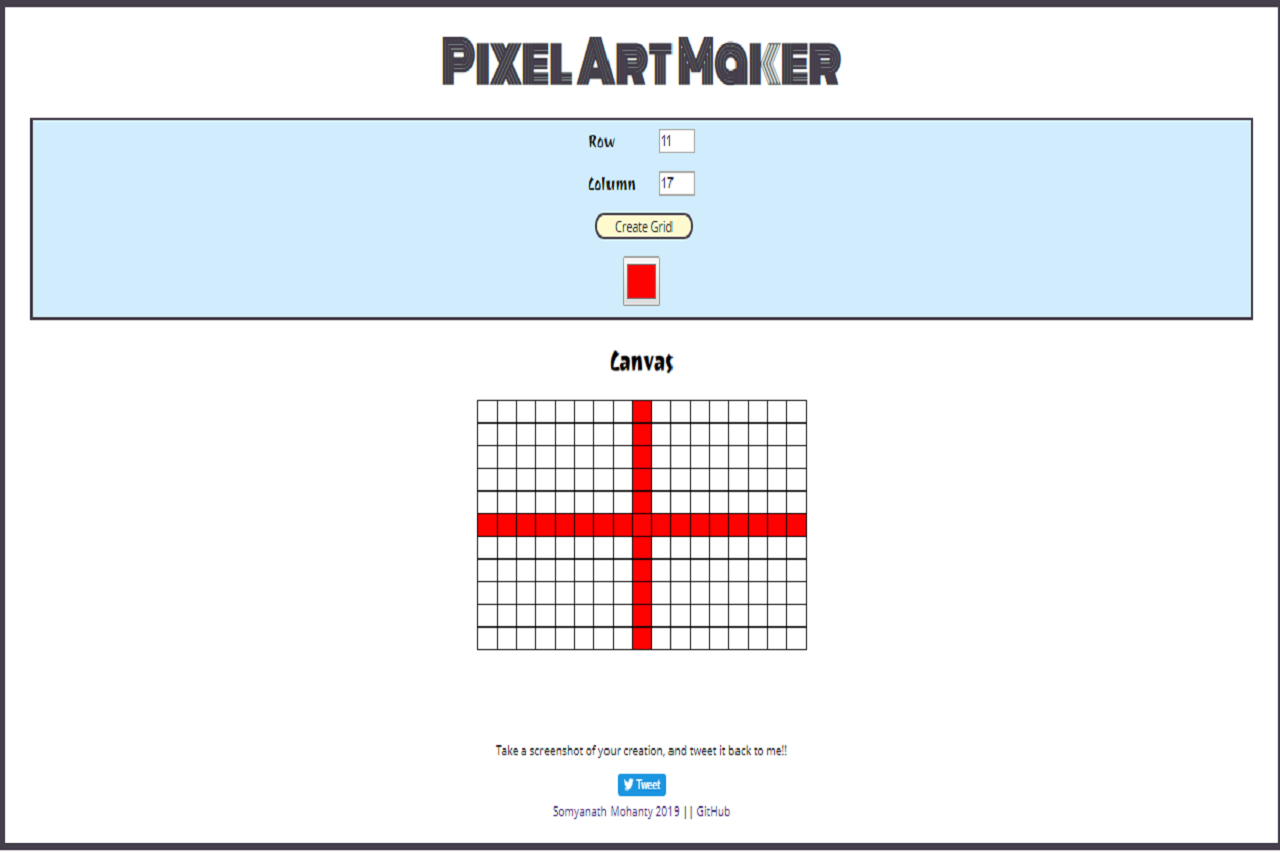 Pixel Art Maker
Row 11
Column 17
Create Grid
Canvas
Take a screenshot of your creation, and tweet it back to me!!
Tweet
Somyanath Mohanty 2019 || GitHub